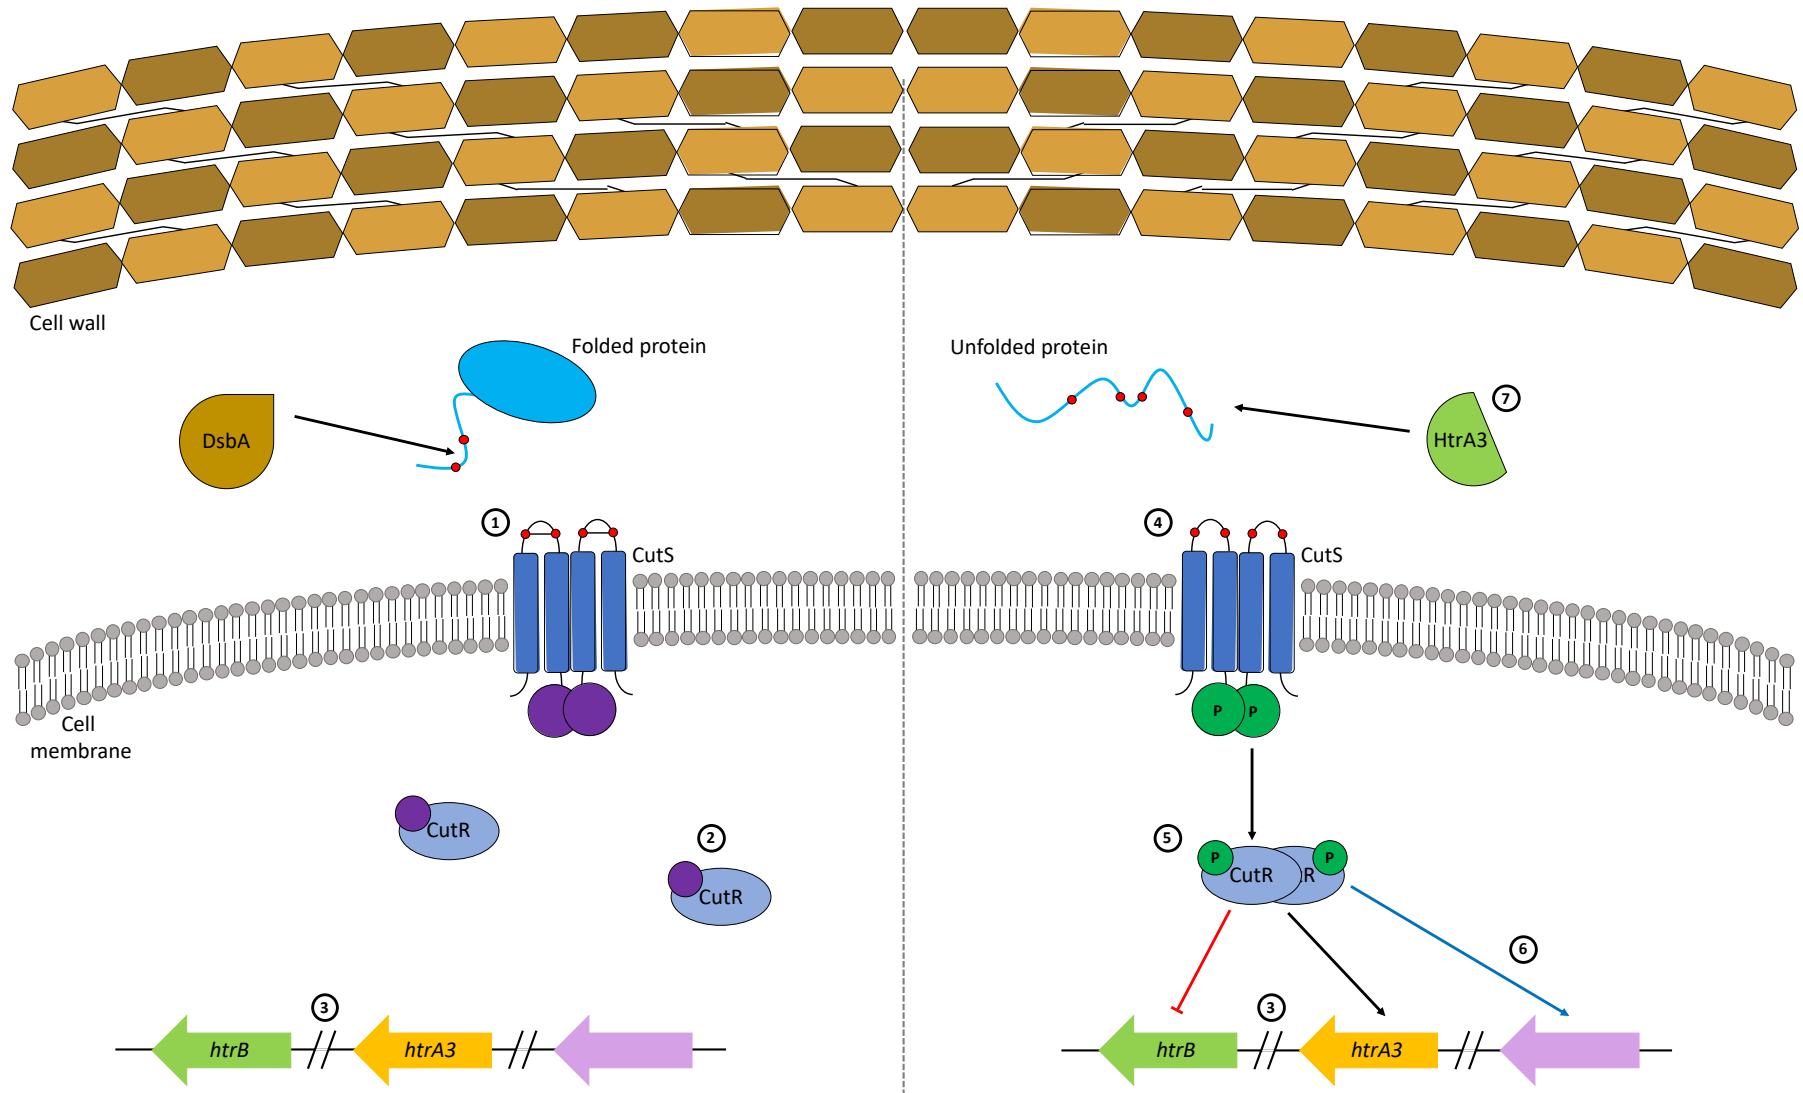 Cell wall
Folded protein
Unfolded protein
7
DsbA
HtrA3
1
4
CutS
CutS
P
P
Cell
membrane
CutR
2
CutR
5
P
P
CutR
R
6
3
3
htrB
htrA3
htrB
htrA3